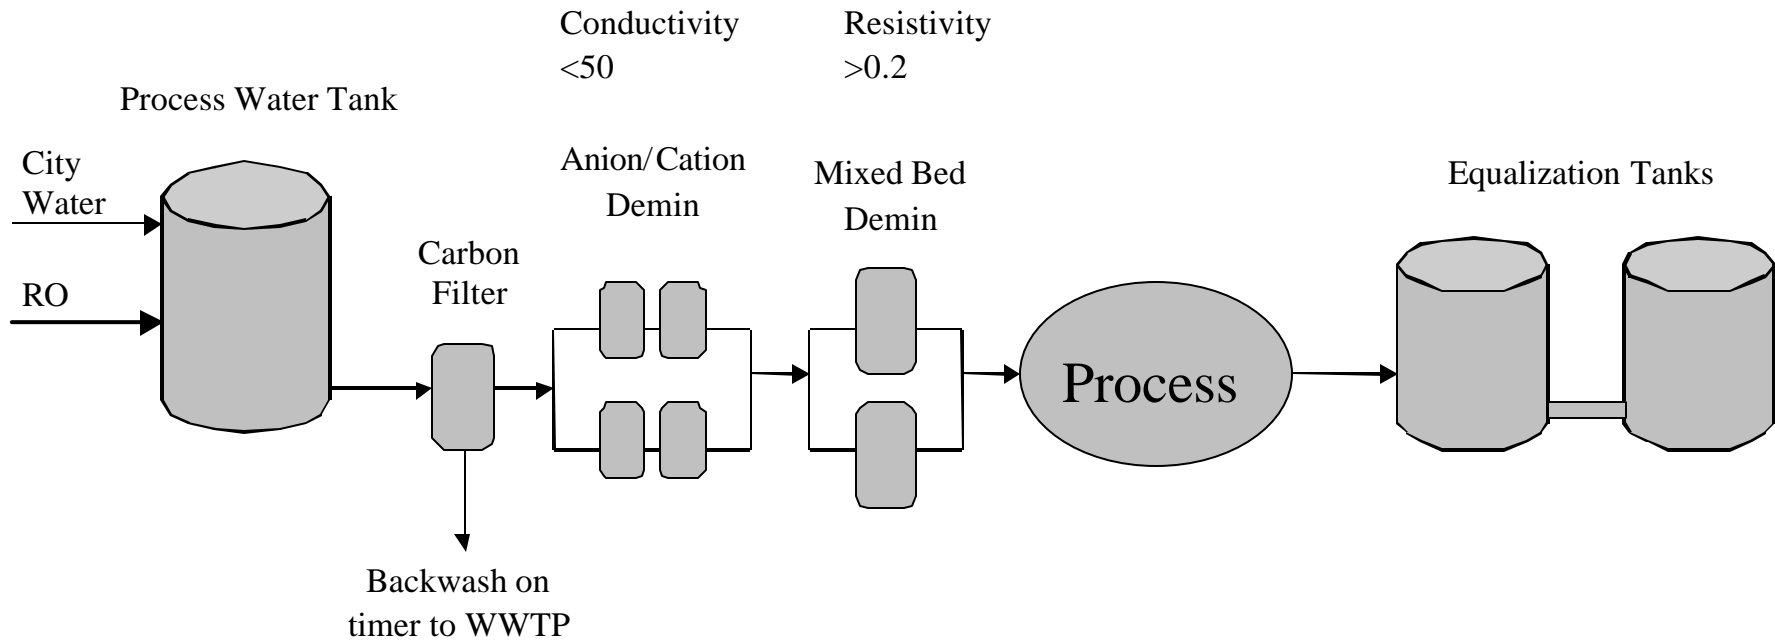 Conductivity
<50
Resistivity
>0.2
Process Water Tank
City
Water
RO
Carbon
Filter
Anion/Cation
Demin
Mixed Bed
Demin
Equalization Tanks
Process
Backwash on
timer to WWTP